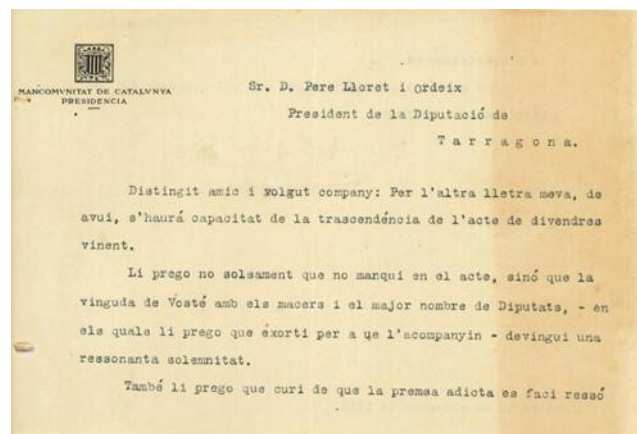 MANCOMVNITAT DE CATALVNYA
PRESIDENCIA
Sr. D. Pere Lloret i Ordeix
President de la Diputació de
Tarragona.
Distingit amic i volgut company: Per l'altra lletra meva, de
avui, s'haurá capacitat de la trascendéncia de l'acte de divendres
vinent.
Li prego no solsament que no manqui en el acte, sinó que la
vinguda de Vosté amb els macers i el major nombre de Diputats, - en
els quals li prego que éxorti per a ųe l'acompanyin - devingui una
ressonanta solemnitat.
També li prego que curi de que la premsa adicta es faci ressó